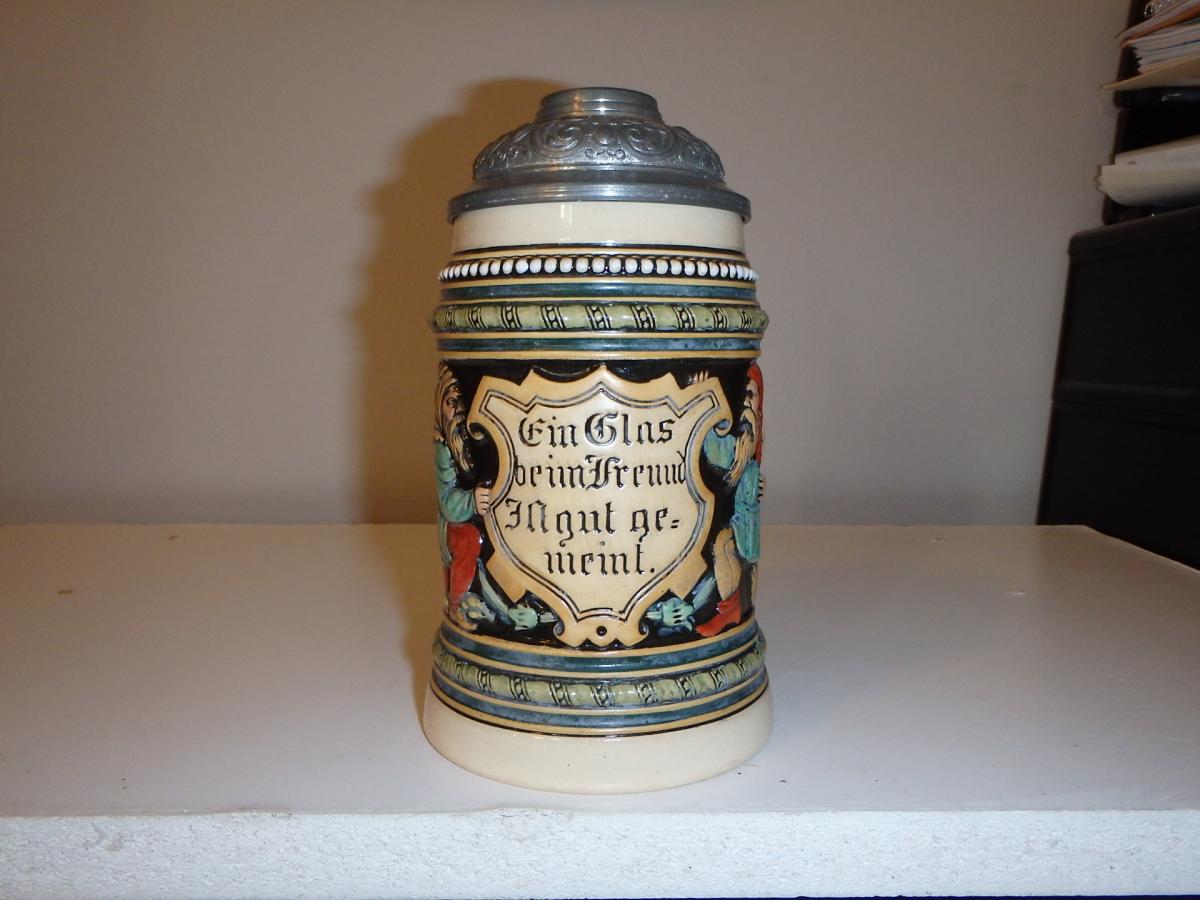 Ein Glas
beim Freund
Ist gut ge=
meint.